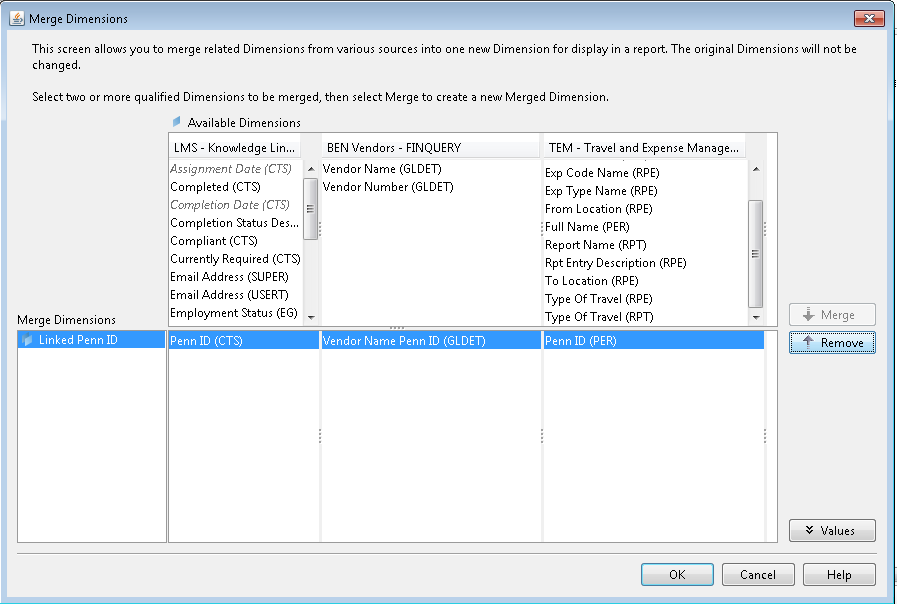 Merge Dimensions
This screen allows you to merge related Dimensions from various sources into one new Dimension for display in a report. The original Dimensions will not be
changed.
Select two or more qualified Dimensions to be merged, then select Merge to create a new Merged Dimension.
Available Dimensions
LMS - Knowledge Lin...
Assignment Date (CTS)
Completed (CTS)
Completion Date (CTS)
Completion Status Des...
Compliant (CTS)
Currently Required (CTS)
Email Address (SUPER)
Email Address (USERT)
Employment Status (EG)
BEN Vendors - FINQUERY
Vendor Name (GLDET)
Vendor Number (GLDET)
TEM - Travel and Expense Manage...
Exp Code Name (RPE)
Exp Type Name (RPE)
From Location (RPE)
Full Name (PER)
Report Name (RPT)
Rpt Entry Description (RPE)
To Location (RPE)
Type Of Travel (RPE)
Type Of Travel (RPT)
Merge
Remove
Merge Dimensions
Linked Penn ID
Penn ID (CTS)
Vendor Name Penn ID (GLDET)
Penn ID (PER)
Values
OK
Cancel
Help